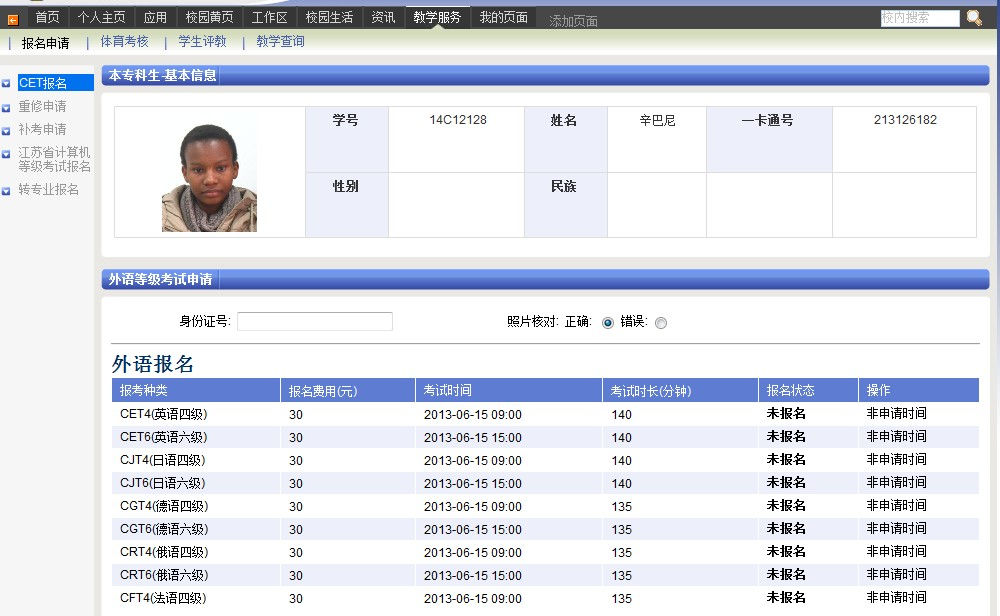 首页 个人主页 应用 校园黄页 工作区 校园生活 资讯 教学服务 我的页面 添加页面 校内搜索
报名申请 体育考核 学生评教 教学查询
CET报名
重修申请
补考申请
江苏省计算机
等级考试报名
转专业报名
本专科生-基本信息
学号 14C12128 姓名 辛巴尼 一卡通号 213126182
性别 民族
外语等级考试申请
身份证号: 照片核对: 正确: 错误:
外语报名
报考种类 报名费用(元) 考试时间 考试时长(分钟) 报名状态 操作
CET4(英语四级) 30 2013-06-15 09:00 140 未报名 非申请时间
CET6(英语六级) 30 2013-06-15 15:00 140 未报名 非申请时间
CJT4(日语四级) 30 2013-06-15 09:00 140 未报名 非申请时间
CJT6(日语六级) 30 2013-06-15 15:00 140 未报名 非申请时间
CGT4(德语四级) 30 2013-06-15 09:00 135 未报名 非申请时间
CGT6(德语六级) 30 2013-06-15 15:00 135 未报名 非申请时间
CRT4(俄语四级) 30 2013-06-15 09:00 135 未报名 非申请时间
CRT6(俄语六级) 30 2013-06-15 15:00 135 未报名 非申请时间
CFT4(法语四级) 30 2013-06-15 09:00 135 未报名 非申请时间